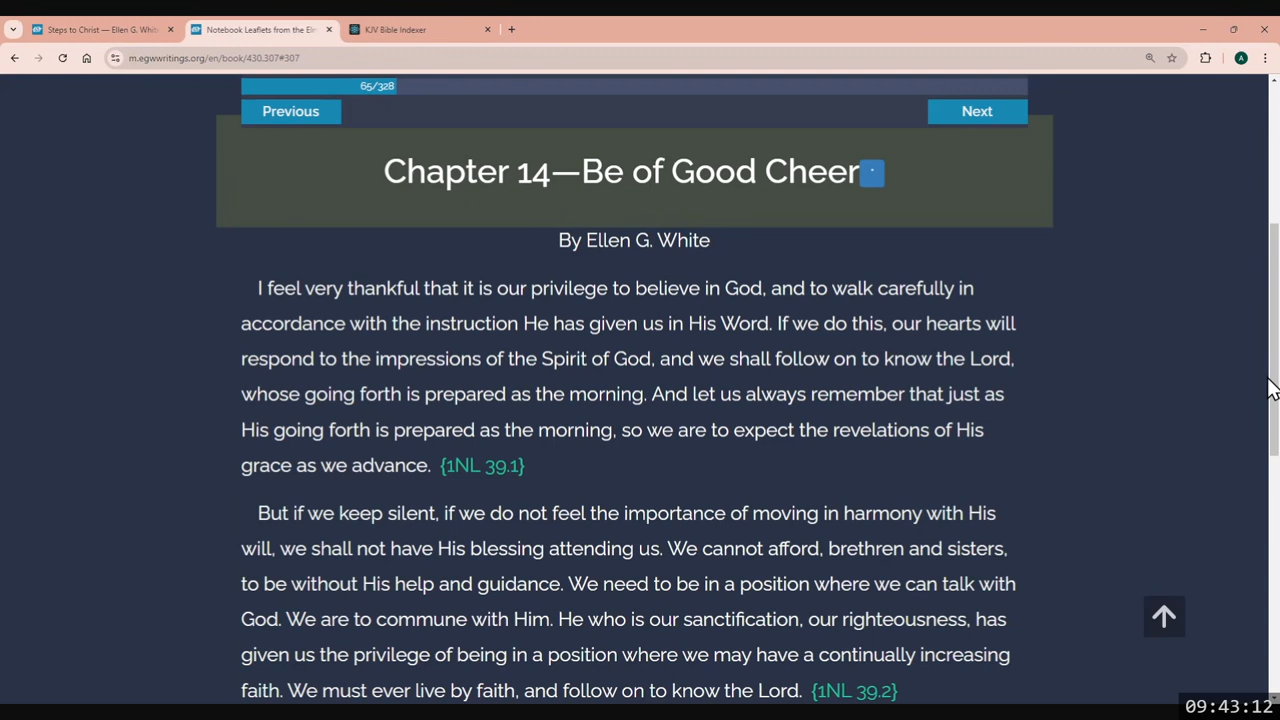 Steps to Christ — Ellen G. Whit
Notebook Leaflets from the Elm
KJV Bible Indexer
m.egwwritings.org/en/book/430.307#307
A
65/328
Previous
Next
Chapter 14—Be of Good Cheer
By Ellen G. White
I feel very thankful that it is our privilege to believe in God, and to walk carefully in
accordance with the instruction He has given us in His Word. If we do this, our hearts will
respond to the impressions of the Spirit of God, and we shall follow on to know the Lord,
whose going forth is prepared as the morning. And let us always remember that just as
His going forth is prepared as the morning, so we are to expect the revelations of His
grace as we advance. {1NL 39.1}
But if we keep silent, if we do not feel the importance of moving in harmony with His
will, we shall not have His blessing attending us. We cannot afford, brethren and sisters,
to be without His help and guidance. We need to be in a position where we can talk with
God. We are to commune with Him. He who is our sanctification, our righteousness, has
given us the privilege of being in a position where we may have a continually increasing
faith. We must ever live by faith, and follow on to know the Lord. {1NL 39.2}
09:43:12